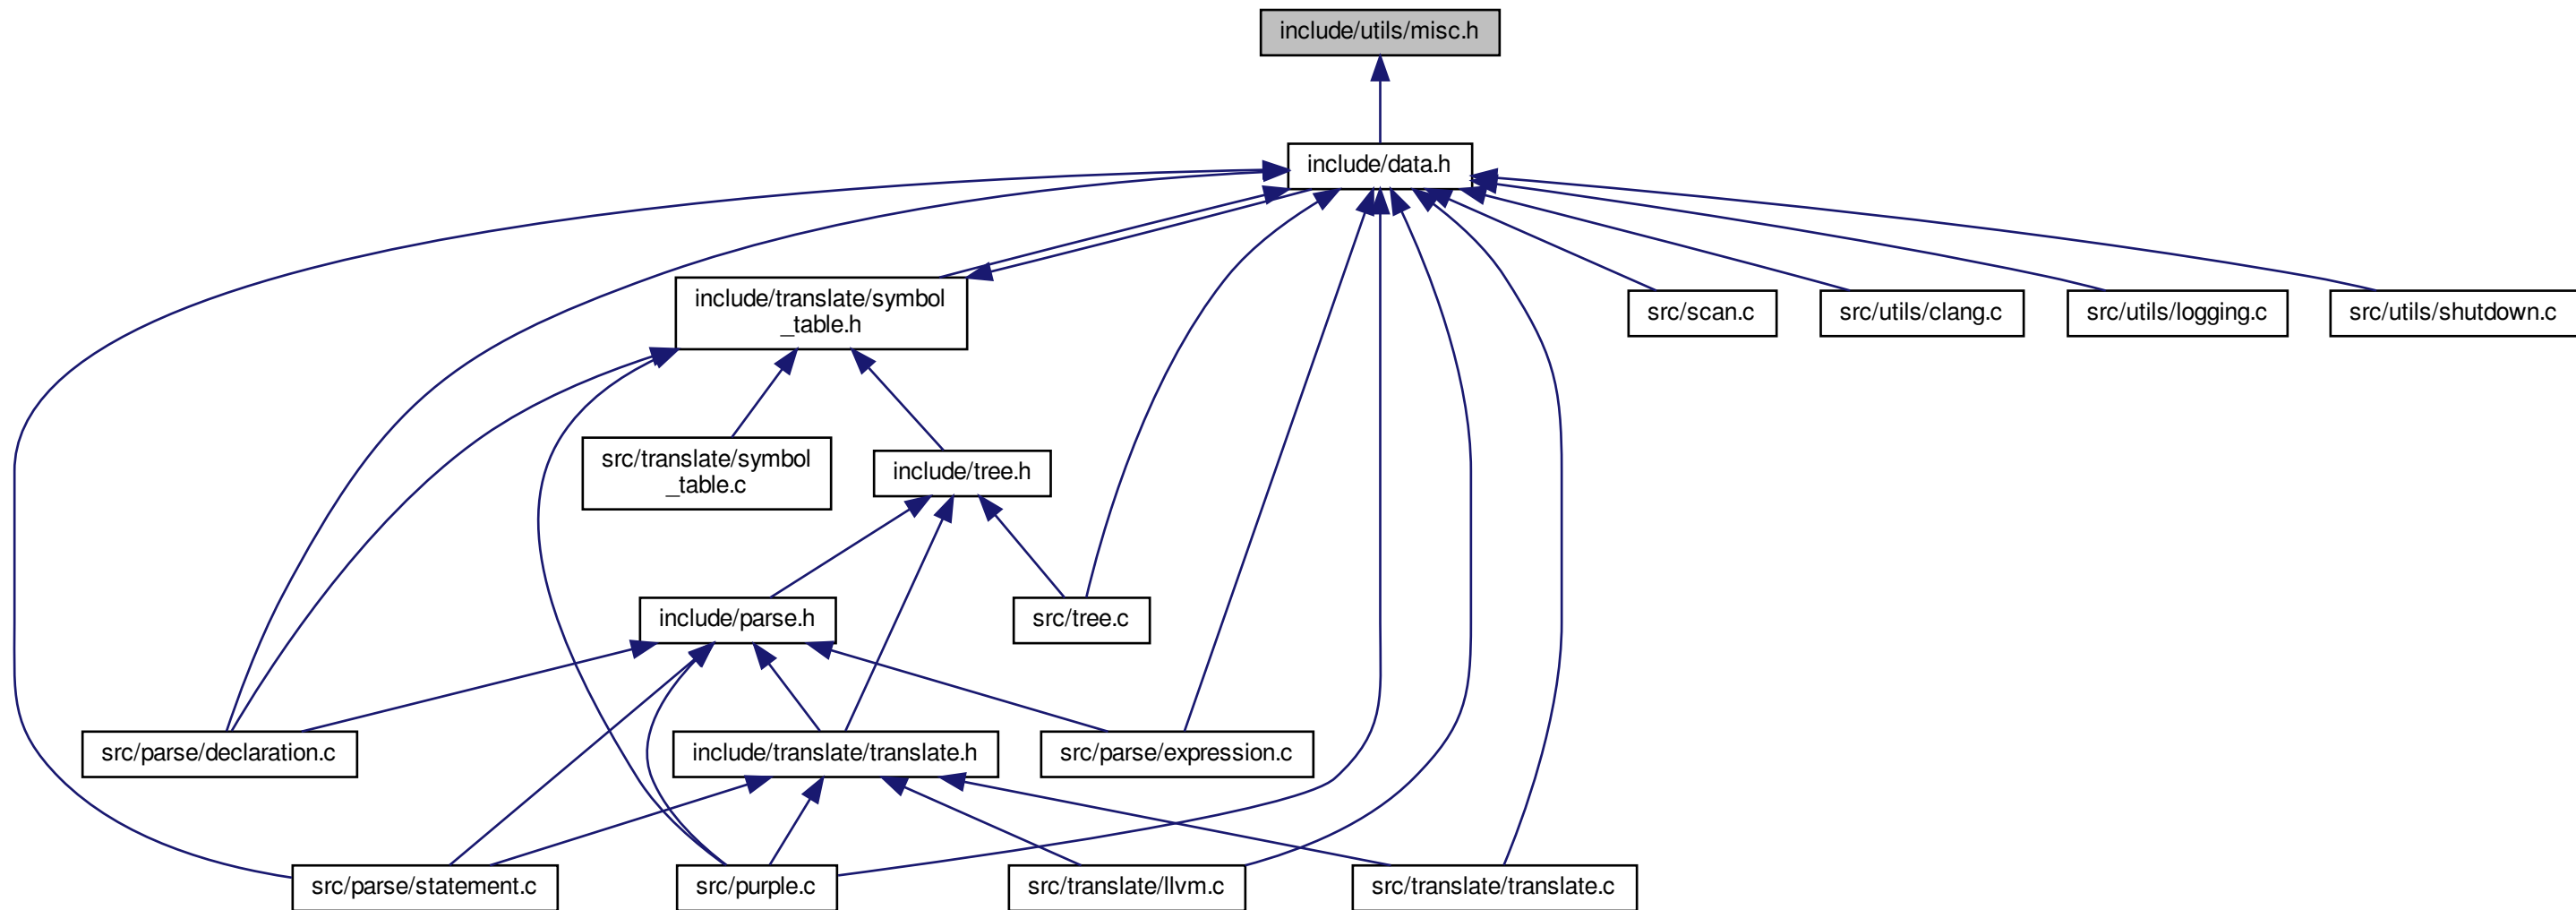 include/utils/misc.h
include/data.h
include/translate/symbol
_table.h
src/scan.c
src/utils/clang.c
src/utils/logging.c
src/utils/shutdown.c
src/translate/symbol
_table.c
include/tree.h
include/parse.h
src/tree.c
src/parse/declaration.c
include/translate/translate.h
src/parse/expression.c
src/parse/statement.c
src/purple.c
src/translate/llvm.c
src/translate/translate.c